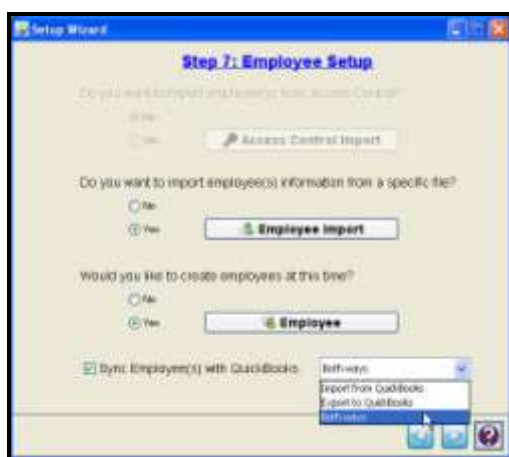 Setup Wizard
Step 7: Employee Setup
Do you want to import employee(s) from Access Control?
No
Yes
Access Control Import
Do you want to import employee(s) information from a specific file?
No
Yes
Employee Import
Would you like to create employees at this time?
No
Yes
Employee
Sync Employee(s) with QuickBooks
Both ways
Import from QuickBooks
Export to QuickBooks
Both ways